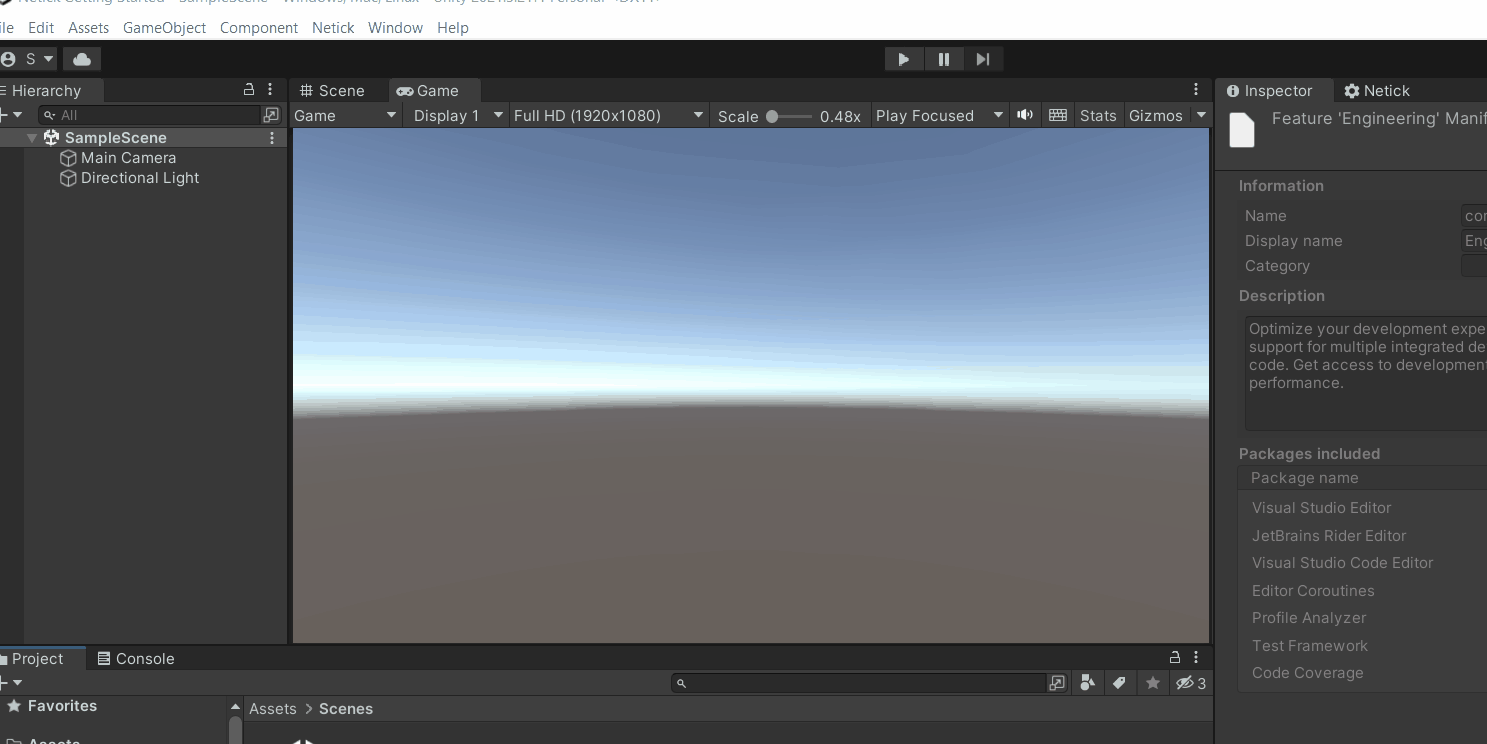 ile Edit Assets GameObject Component Netick Window Help
S
Hierarchy
All
SampleScene
Main Camera
Directional Light
Scene Game
Game Display 1 Full HD (1920x1080) Scale 0.48x Play Focused Stats Gizmos
Inspector Netick
Feature 'Engineering' Manif
Information
Name cor
Display name Eng
Category
Description
Optimize your development expe
support for multiple integrated de
code. Get access to development
performance.
Packages included
Package name
Visual Studio Editor
JetBrains Rider Editor
Visual Studio Code Editor
Editor Coroutines
Profile Analyzer
Test Framework
Code Coverage
Project Console
3
Favorites
Assets > Scenes
Assets